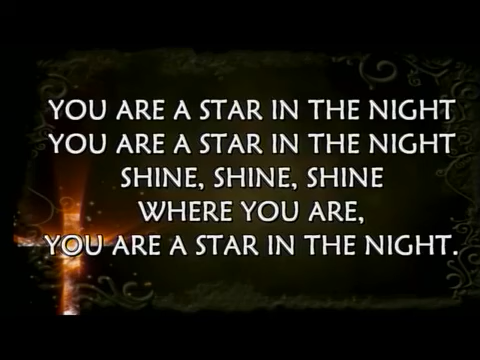 YOU ARE A STAR IN THE NIGHT
YOU ARE A STAR IN THE NIGHT
SHINE, SHINE, SHINE
WHERE YOU ARE,
YOU ARE A STAR IN THE NIGHT.